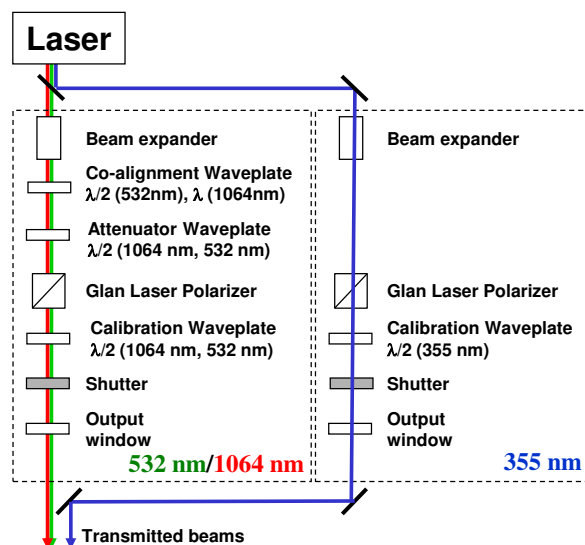 Laser
Beam expander
Co-alignment Waveplate
λ/2 (532nm), λ (1064nm)
Attenuator Waveplate
λ/2 (1064 nm, 532 nm)
Glan Laser Polarizer
Calibration Waveplate
λ/2 (1064 nm, 532 nm)
Shutter
Output
window
532 nm/1064 nm
Beam expander
Glan Laser Polarizer
Calibration Waveplate
λ/2 (355 nm)
Shutter
Output
window
355 nm
Transmitted beams